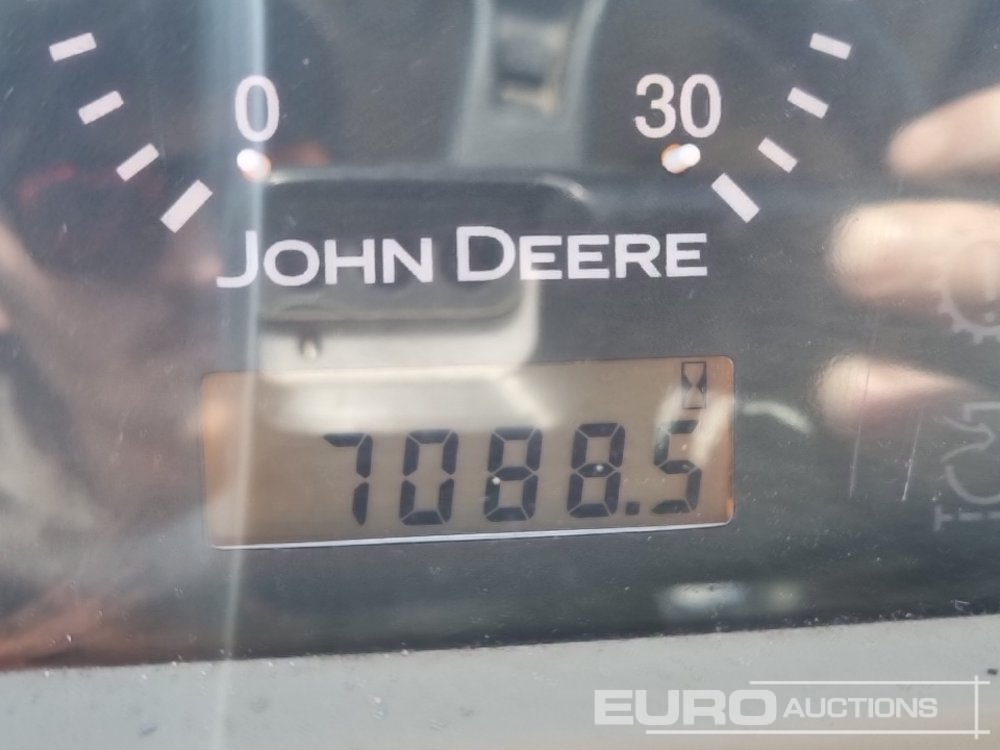 0 30
JOHN DEERE
7088.5
EURO AUCTIONS